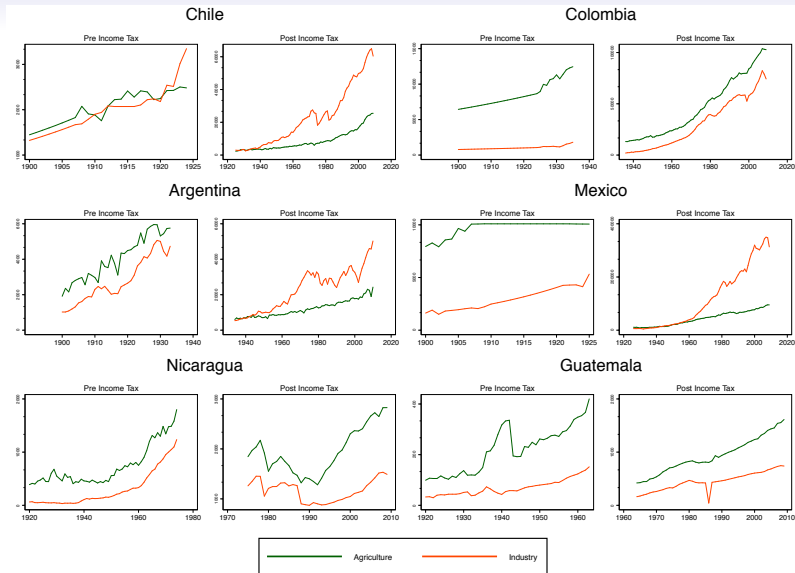 Chile
Colombia
Pre Income Tax
Post Income Tax
Pre Income Tax
Post Income Tax
1900 1905 1910 1915 1920 1925
1920 1940 1960 1980 2000 2020
1900 1910 1920 1930 1940
1940 1960 1980 2000 2020
Argentina
Mexico
Pre Income Tax
Post Income Tax
Pre Income Tax
Post Income Tax
1900 1910 1920 1930 1940
1940 1960 1980 2000 2020
1900 1905 1910 1915 1920 1925
1920 1940 1960 1980 2000 2020
Nicaragua
Guatemala
Pre Income Tax
Post Income Tax
Pre Income Tax
Post Income Tax
1920 1940 1960 1980
1970 1980 1990 2000 2010
1920 1930 1940 1950 1960
1960 1970 1980 1990 2000 2010
Agriculture
Industry